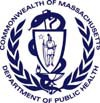 COMMONWEALTH OF MASSACHUSETTS
DEPARTMENT OF PUBLIC HEALTH